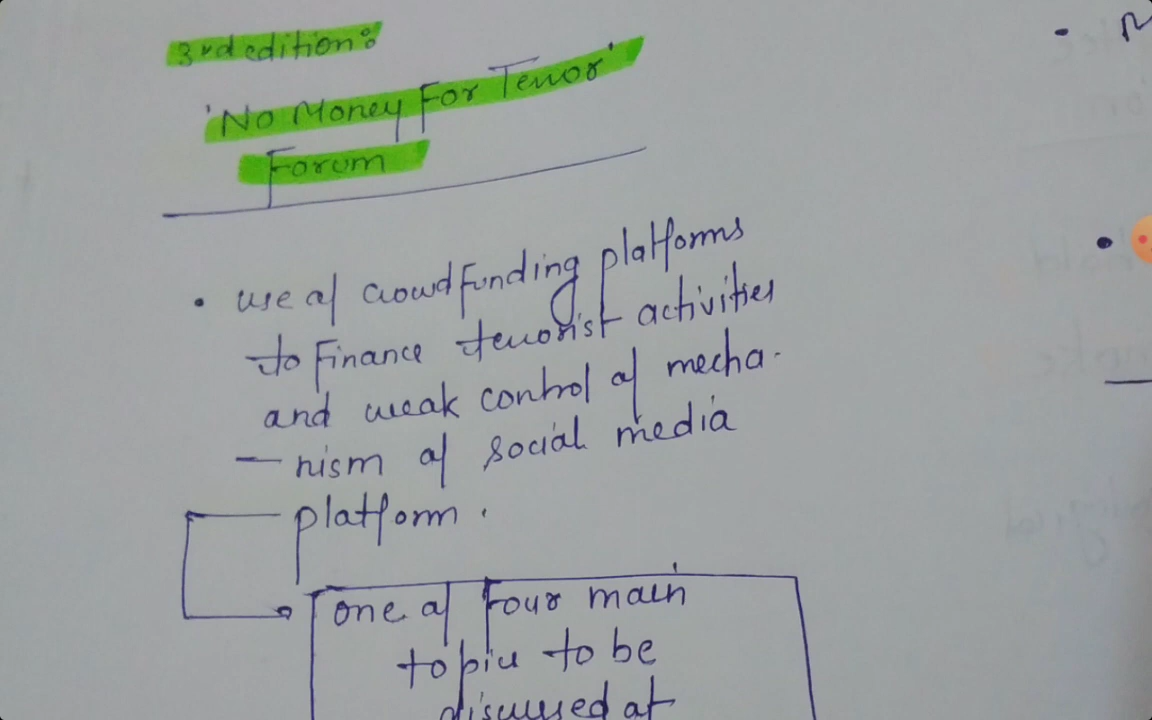 3rd edition:
'No Money For Terror'
Forum
• use of crowdfunding platforms
to finance terrorist activities
and weak control of mecha-
- nism of social media
platform.
one of four main
topic to be
discussed at